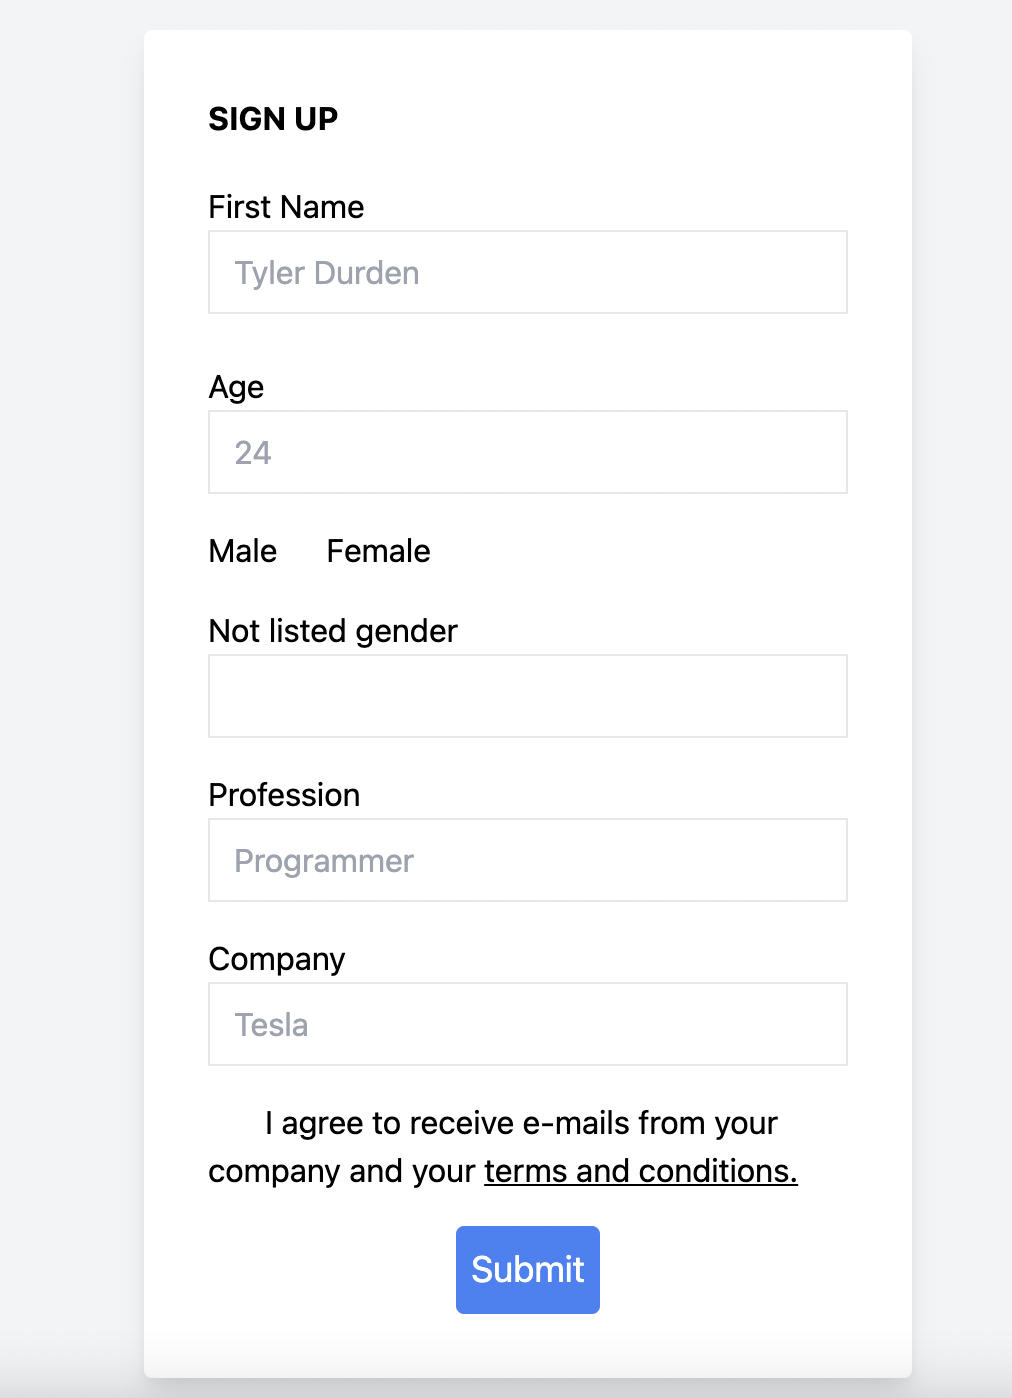 SIGN UP
First Name
Tyler Durden
Age
24
Male Female
Not listed gender
Profession
Programmer
Company
Tesla
I agree to receive e-mails from your
company and your terms and conditions.
Submit